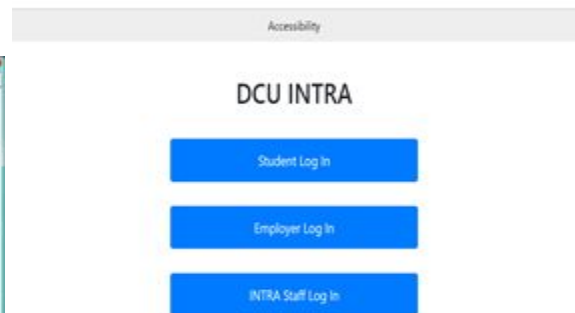 Accessibility
DCU INTRA
Student Log In
Employer Log In
INTRA Staff Log In